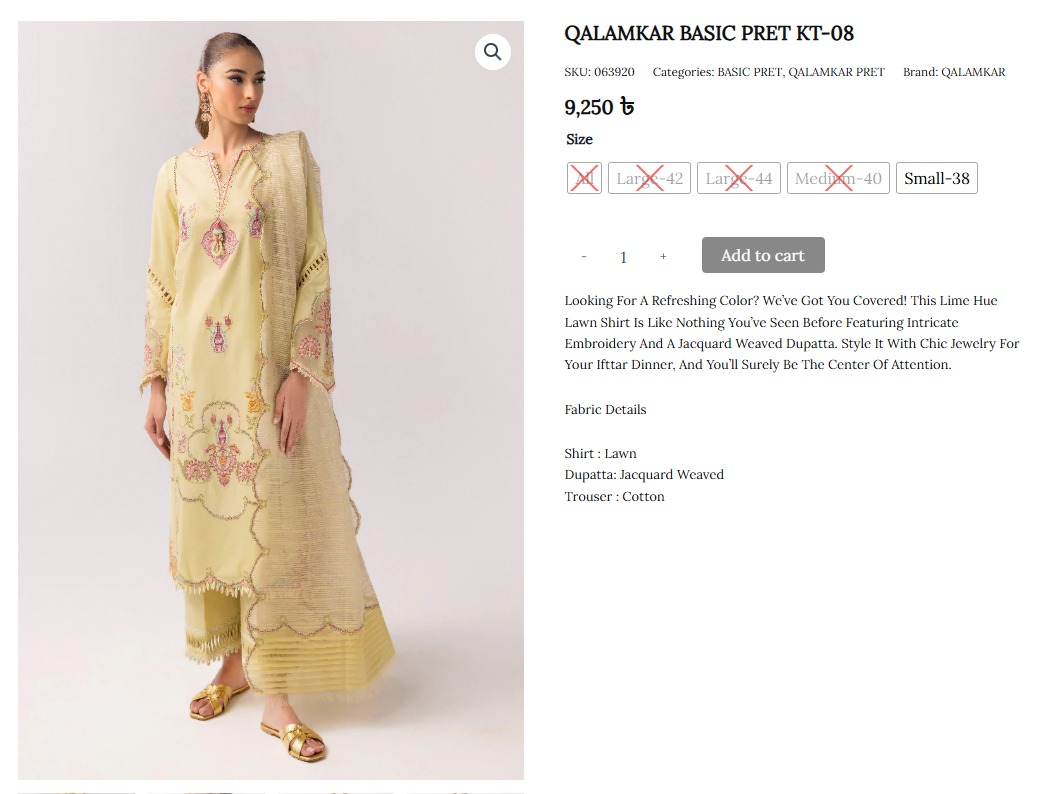 QALAMKAR BASIC PRET KT-08
SKU: 063920 Categories: BASIC PRET, QALAMKAR PRET Brand: QALAMKAR
9,250 ৳
Size
All Large-42 Large-44 Medium-40 Small-38
- 1 + Add to cart
Looking For A Refreshing Color? We’ve Got You Covered! This Lime Hue
Lawn Shirt Is Like Nothing You’ve Seen Before Featuring Intricate
Embroidery And A Jacquard Weaved Dupatta. Style It With Chic Jewelry For
Your Ifttar Dinner, And You’ll Surely Be The Center Of Attention.
Fabric Details
Shirt : Lawn
Dupatta: Jacquard Weaved
Trouser : Cotton